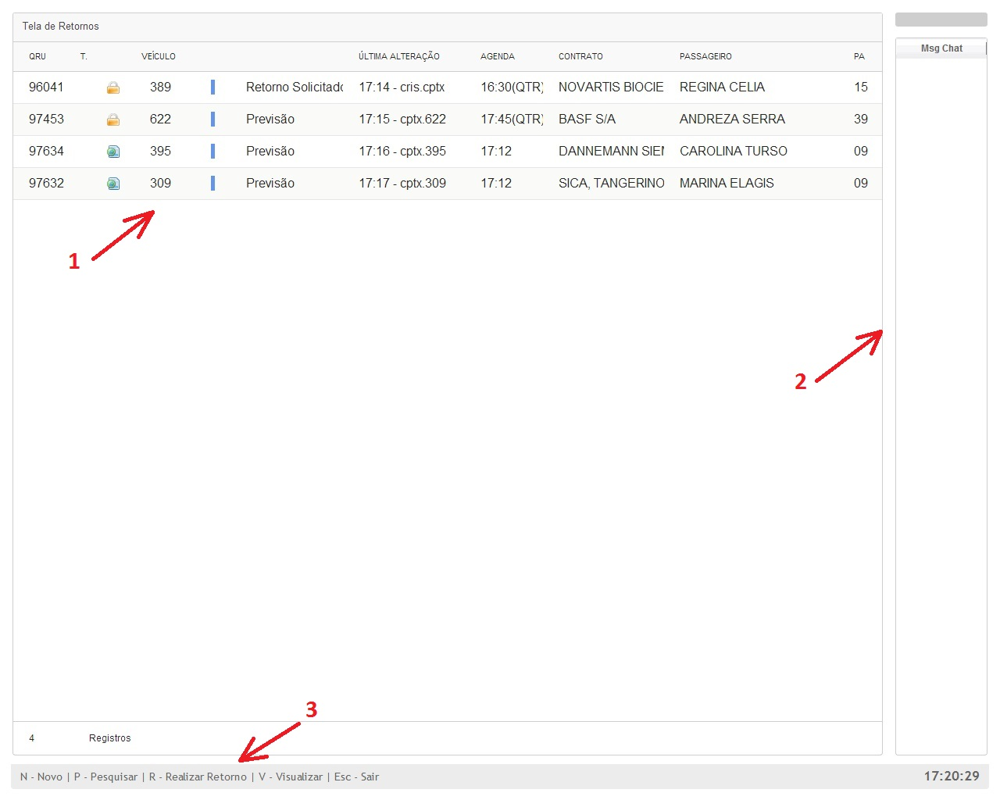 Tela de Retornos
Msg Chat
QRU T. VEÍCULO ÚLTIMA ALTERAÇÃO AGENDA CONTRATO PASSAGEIRO PA
96041 389 Retorno Solicitado 17:14 - cris.cptx 16:30(QTR) NOVARTIS BIOCIE REGINA CELIA 15
97453 622 Previsão 17:15 - cptx.622 17:45(QTR) BASF S/A ANDREZA SERRA 39
97634 395 Previsão 17:16 - cptx.395 17:12 DANNEMANN SIEM CAROLINA TURSO 09
97632 309 Previsão 17:17 - cptx.309 17:12 SICA, TANGERINO MARINA ELAGIS 09
1
2
3
4 Registros
N - Novo | P - Pesquisar | R - Realizar Retorno | V - Visualizar | Esc - Sair 17:20:29